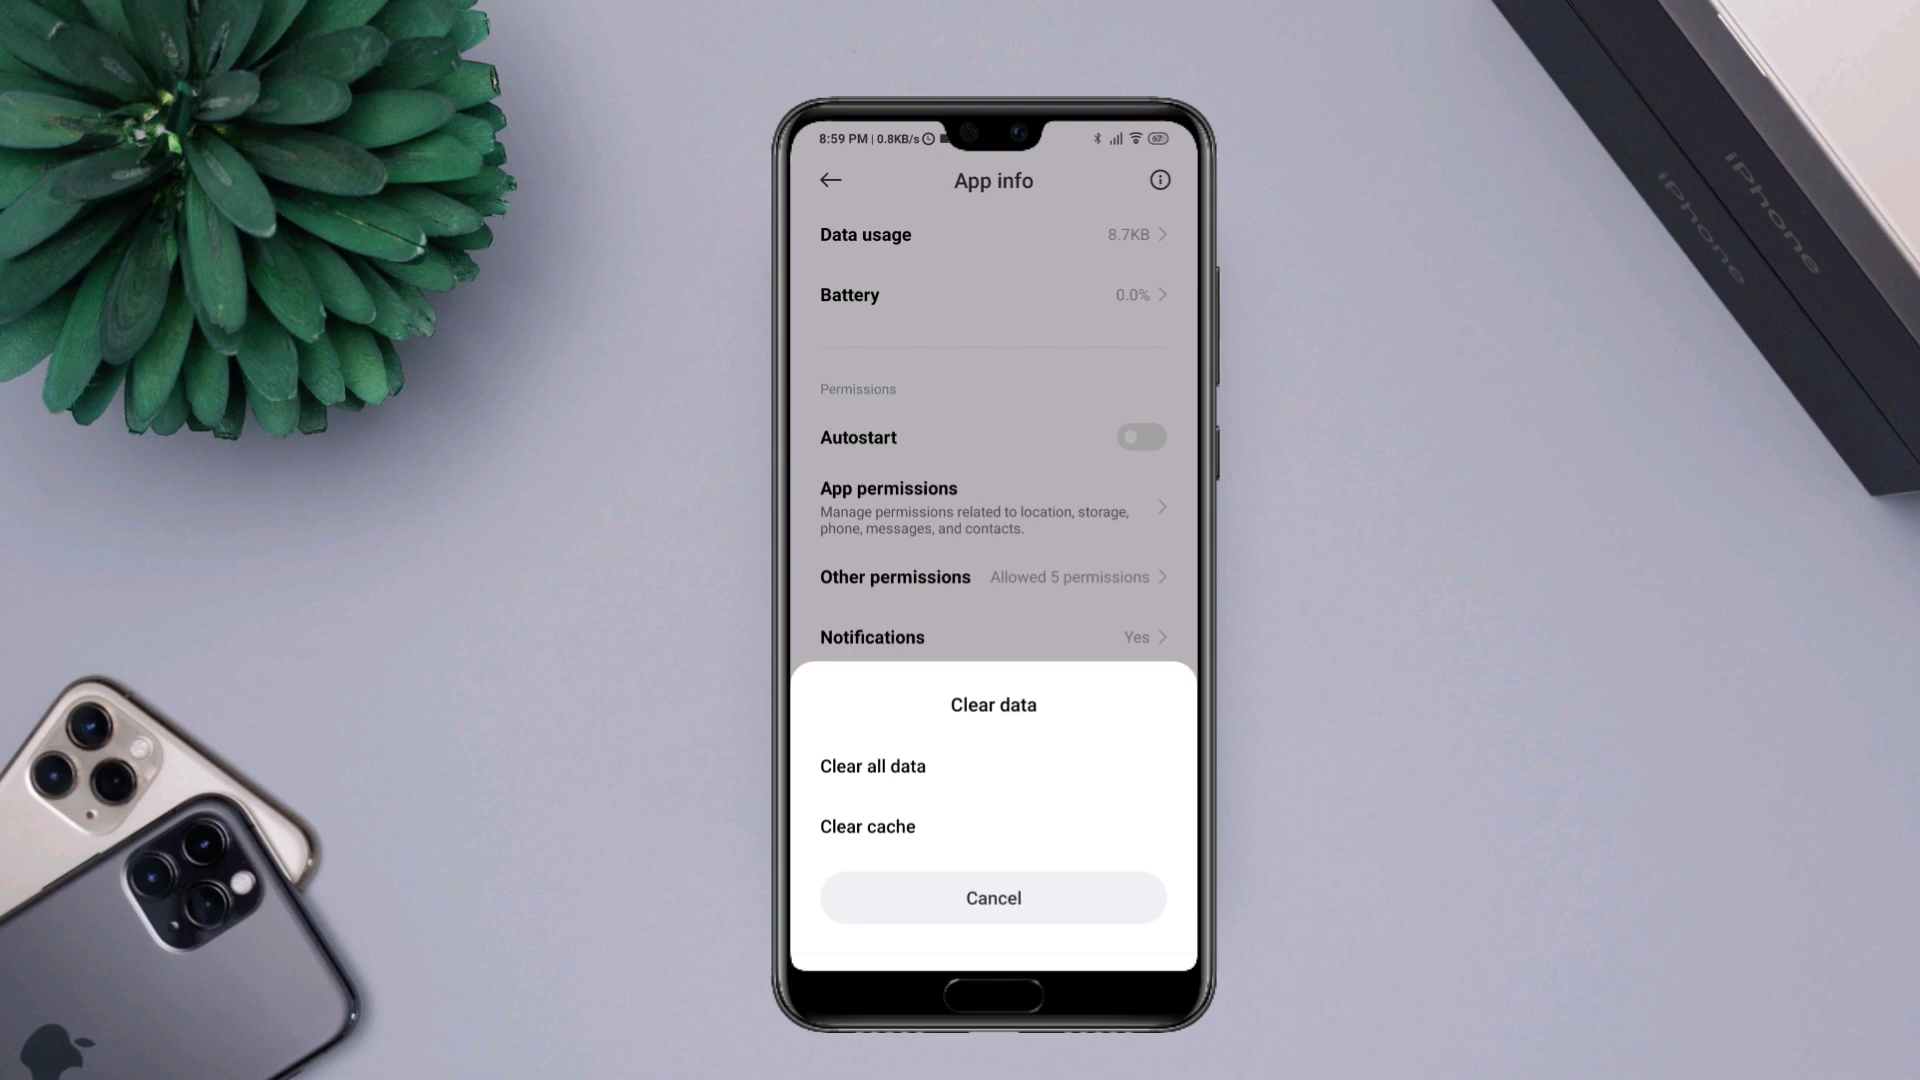 8:59 PM | 0.8KB/s
67
App info
Data usage 8.7KB
Battery 0.0%
Permissions
Autostart
App permissions
Manage permissions related to location, storage,
phone, messages, and contacts.
Other permissions Allowed 5 permissions
Notifications Yes
Clear data
Clear all data
Clear cache
Cancel
iPhone
iPhone